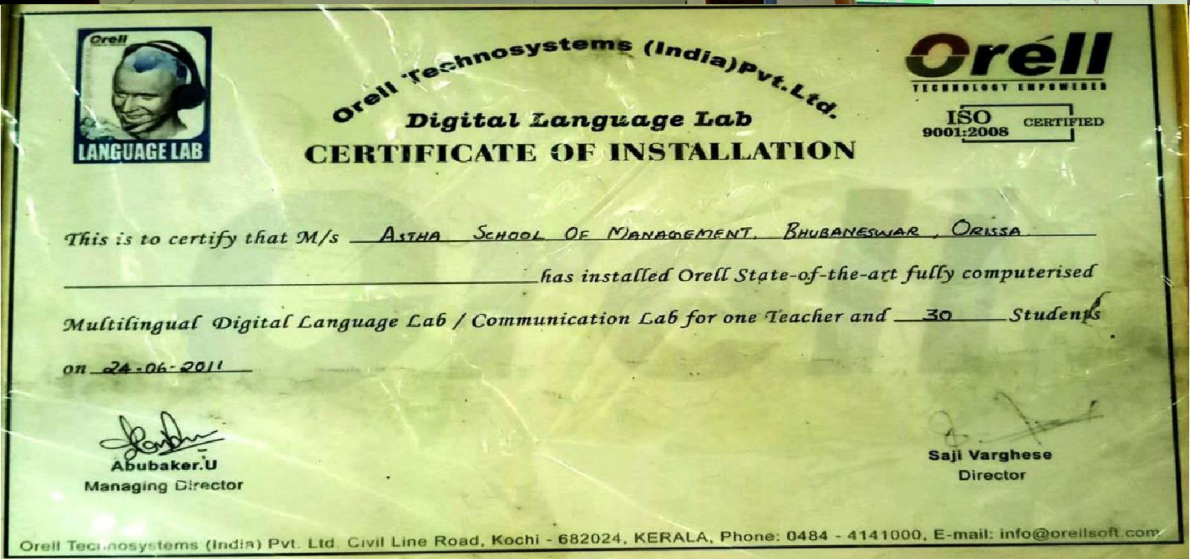 Orell
LANGUAGE LAB
Orell Technosystems (India) Pvt. Ltd.
Digital Language Lab
CERTIFICATE OF INSTALLATION
Orell
TECHNOLOGY EMPOWERED
ISO
9001:2008 CERTIFIED
This is to certify that M/s ASTHA SCHOOL OF MANAGEMENT, BHUBANESWAR, ORISSA
has installed Orell State-of-the-art fully computerised
Multilingual Digital Language Lab / Communication Lab for one Teacher and 30 Students
on 24-06-2011
Abubaker.U
Managing Director
Saji Varghese
Director
Orell Technosystems (India) Pvt. Ltd, Civil Line Road, Kochi - 682024, KERALA, Phone: 0484 - 4141000, E-mail: info@orellsoft.com